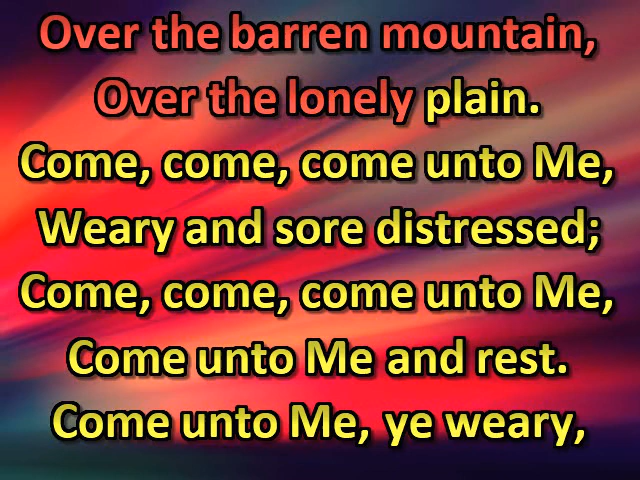 Over the barren mountain,
Over the lonely plain.
Come, come, come unto Me,
Weary and sore distressed;
Come, come, come unto Me,
Come unto Me and rest.
Come unto Me, ye weary,